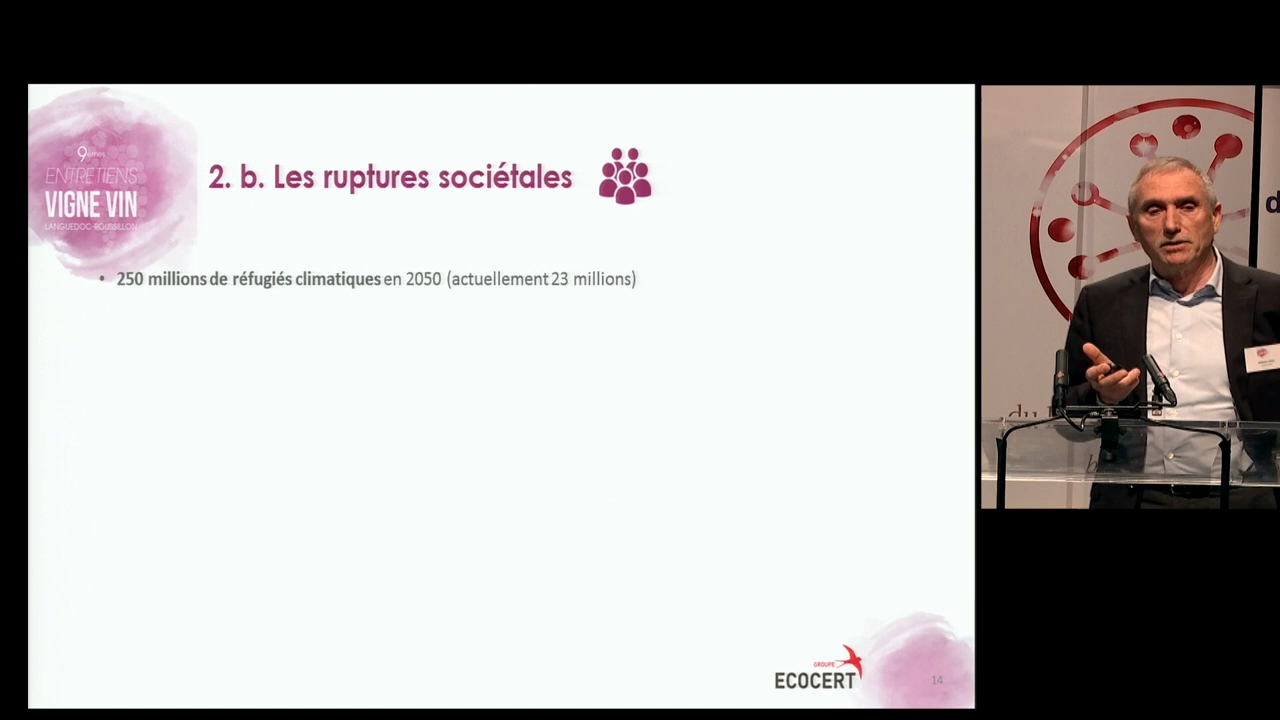 9èmes
ENTRETIENS
VIGNE VIN
LANGUEDOC-ROUSSILLON
2. b. Les ruptures sociétales
• 250 millions de réfugiés climatiques en 2050 (actuellement 23 millions)
GROUPE
ECOCERT
14
du